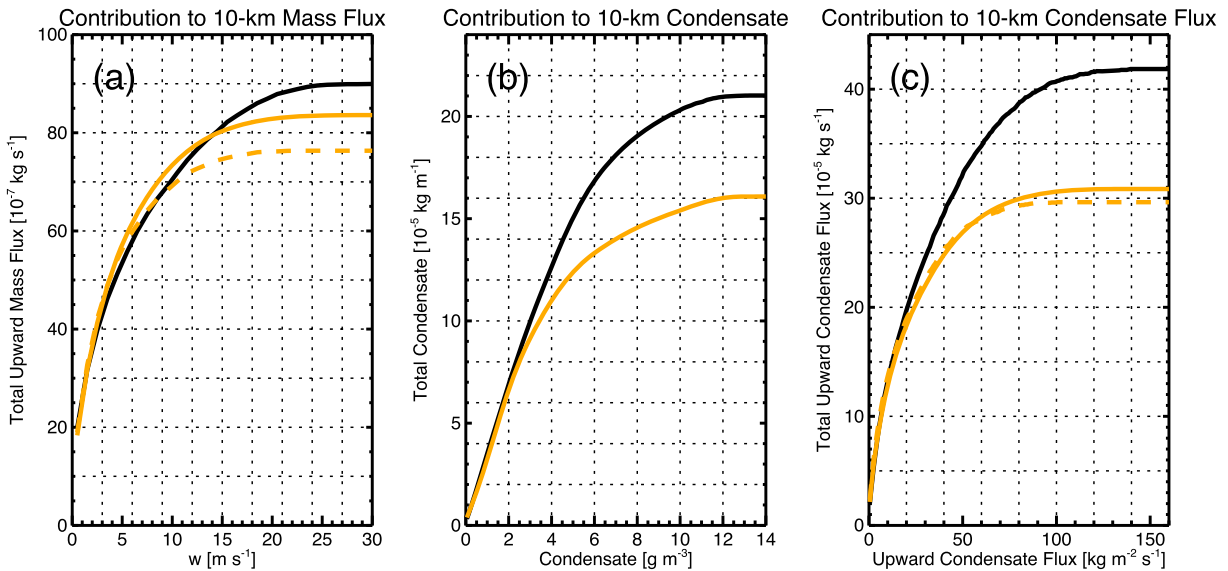 Contribution to 10-km Mass Flux
Contribution to 10-km Condensate
Contribution to 10-km Condensate Flux
(a)
(b)
(c)
Total Upward Mass Flux [10⁻⁷ kg s⁻¹]
100
80
60
40
20
0
0 5 10 15 20 25 30
w [m s⁻¹]
Total Condensate [10⁻⁵ kg m⁻¹]
20
15
10
5
0
0 2 4 6 8 10 12 14
Condensate [g m⁻³]
Total Upward Condensate Flux [10⁻⁵ kg s⁻¹]
40
30
20
10
0
0 50 100 150
Upward Condensate Flux [kg m⁻² s⁻¹]